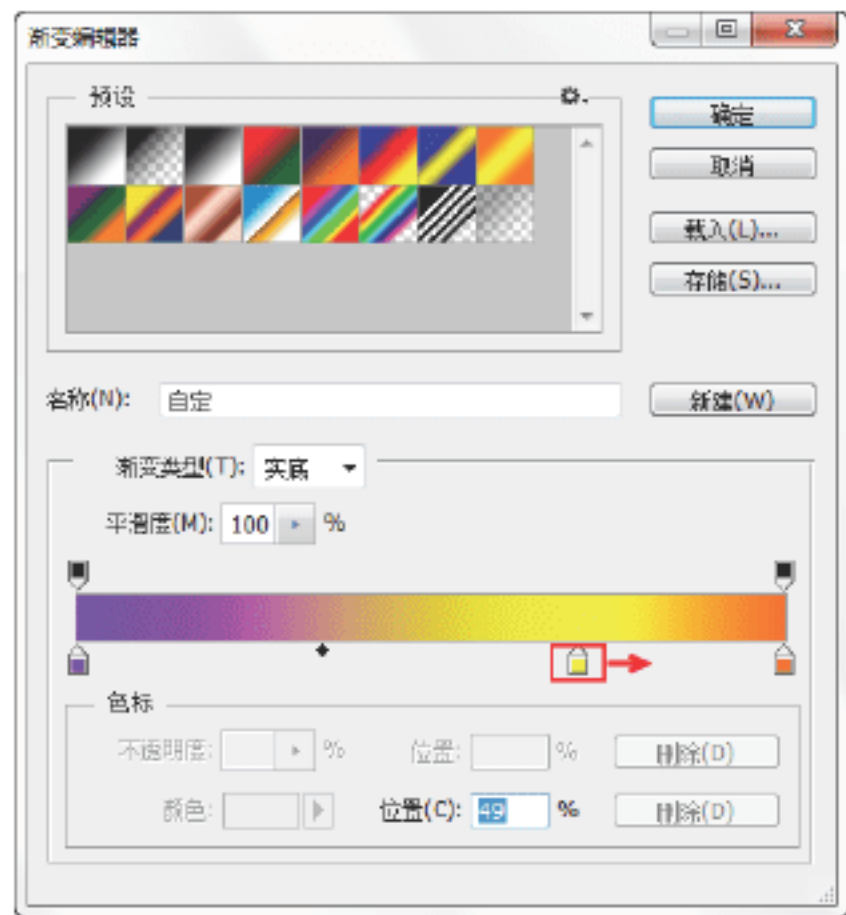 渐变编辑器
预设
确定
取消
载入(L)...
存储(S)...
名称(N): 自定 新建(W)
渐变类型(T): 实底
平滑度(M): 100 %
色标
不透明度: % 位置: % 删除(D)
颜色: 位置(C): 49 % 删除(D)